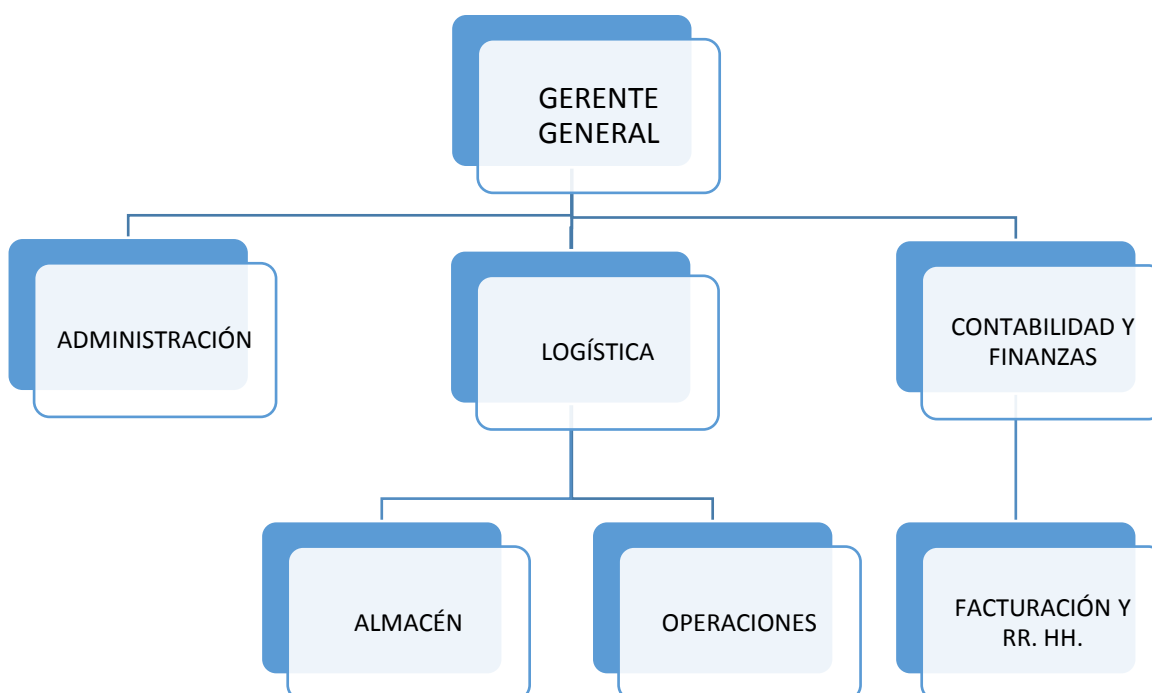 GERENTE
GENERAL
ADMINISTRACIÓN
LOGÍSTICA
CONTABILIDAD Y
FINANZAS
ALMACÉN
OPERACIONES
FACTURACIÓN Y
RR. HH.